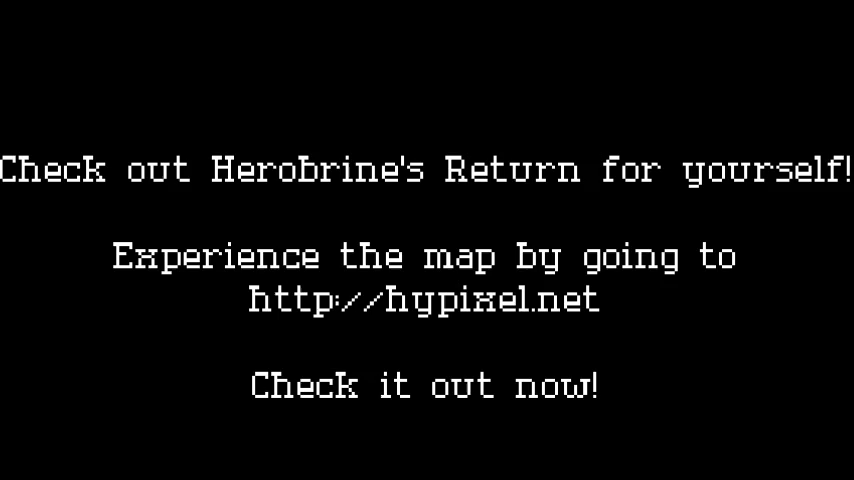 Check out Herobrine's Return for yourself!
Experience the map by going to
http://hypixel.net
Check it out now!